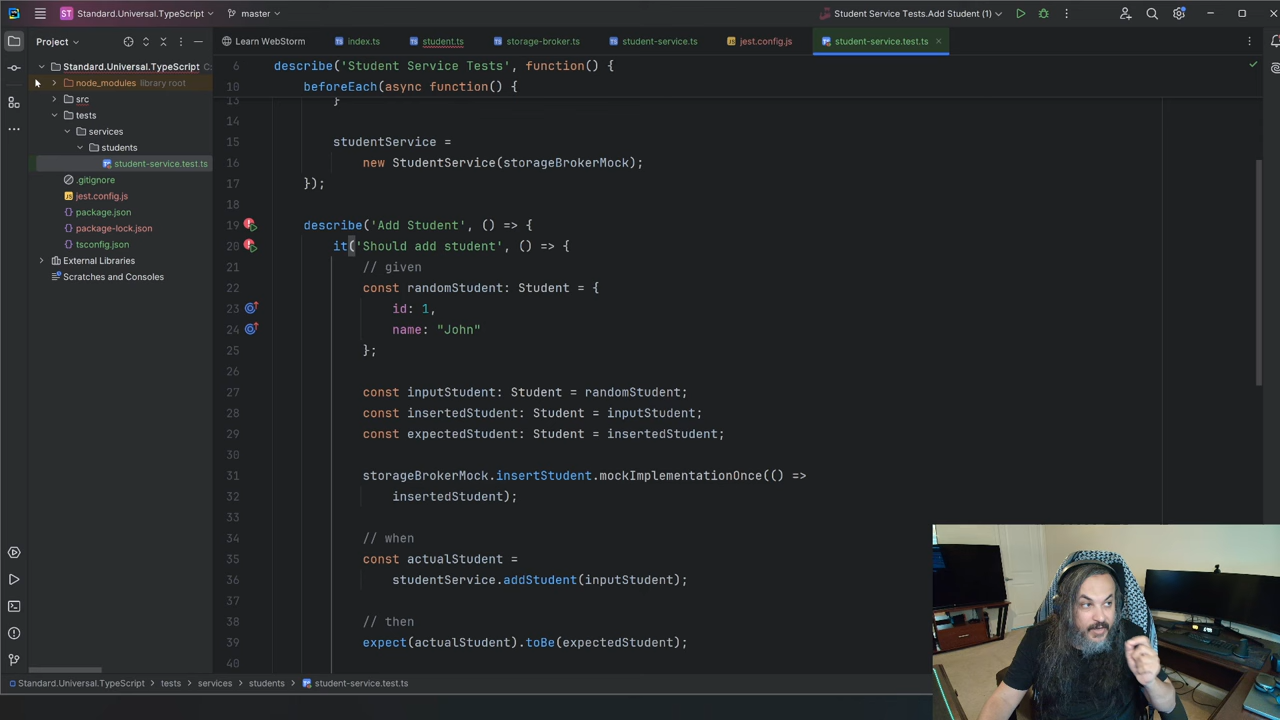 ST Standard.Universal.TypeScript master Student Service Tests.Add Student (1)
Project
Learn WebStorm index.ts student.ts storage-broker.ts student-service.ts jest.config.js student-service.test.ts
Standard.Universal.TypeScript
node_modules library root
src
tests
services
students
student-service.test.ts
.gitignore
jest.config.js
package.json
package-lock.json
tsconfig.json
External Libraries
Scratches and Consoles
6 describe('Student Service Tests', function() {
10 beforeEach(async function() {
13 }
14
15 studentService =
16 new StudentService(storageBrokerMock);
17 });
18
19 describe('Add Student', () => {
20 it('Should add student', () => {
21 // given
22 const randomStudent: Student = {
23 id: 1,
24 name: "John"
25 };
26
27 const inputStudent: Student = randomStudent;
28 const insertedStudent: Student = inputStudent;
29 const expectedStudent: Student = insertedStudent;
30
31 storageBrokerMock.insertStudent.mockImplementationOnce(() =>
32 insertedStudent);
33
34 // when
35 const actualStudent =
36 studentService.addStudent(inputStudent);
37
38 // then
39 expect(actualStudent).toBe(expectedStudent);
40
Standard.Universal.TypeScript > tests > services > students > student-service.test.ts